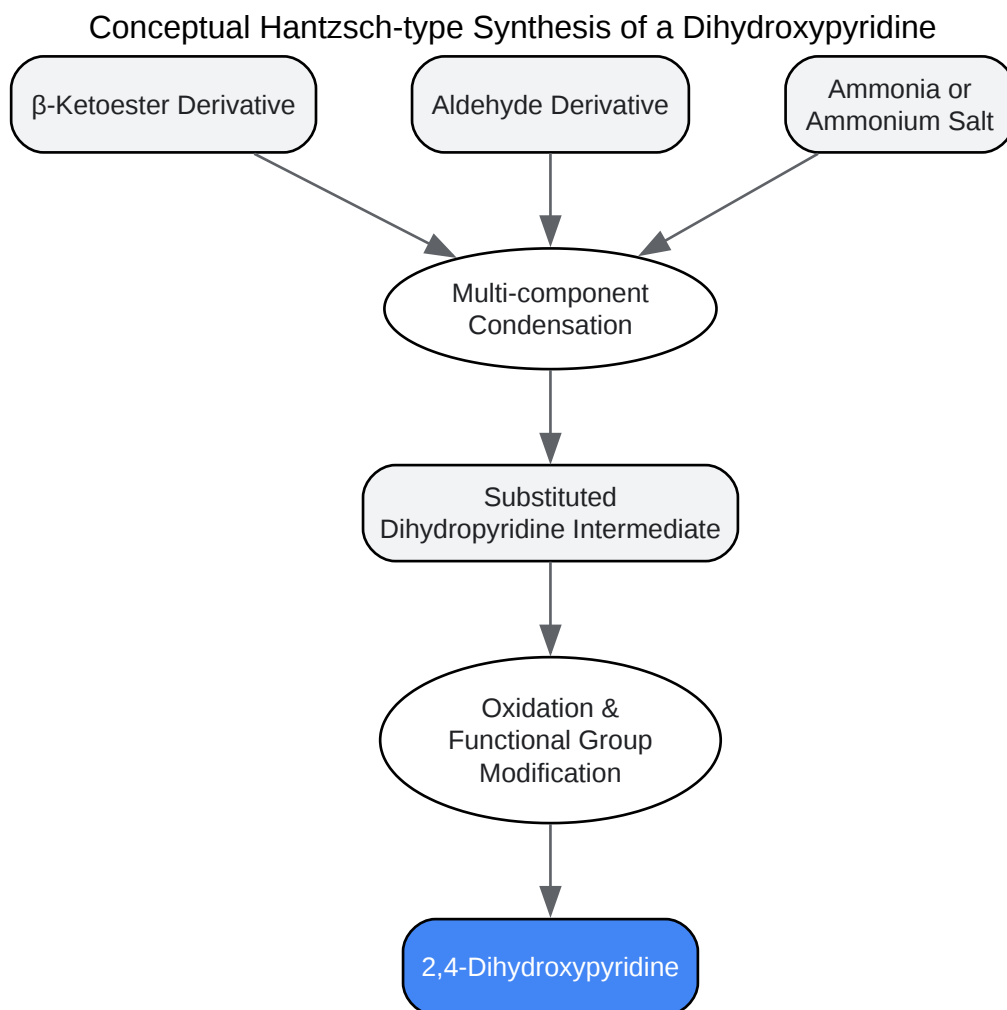 Conceptual Hantzsch-type Synthesis of a Dihydroxypyridine
β-Ketoester Derivative
Aldehyde Derivative
Ammonia or
Ammonium Salt
Multi-component
Condensation
Substituted
Dihydropyridine Intermediate
Oxidation &
Functional Group
Modification
2,4-Dihydroxypyridine